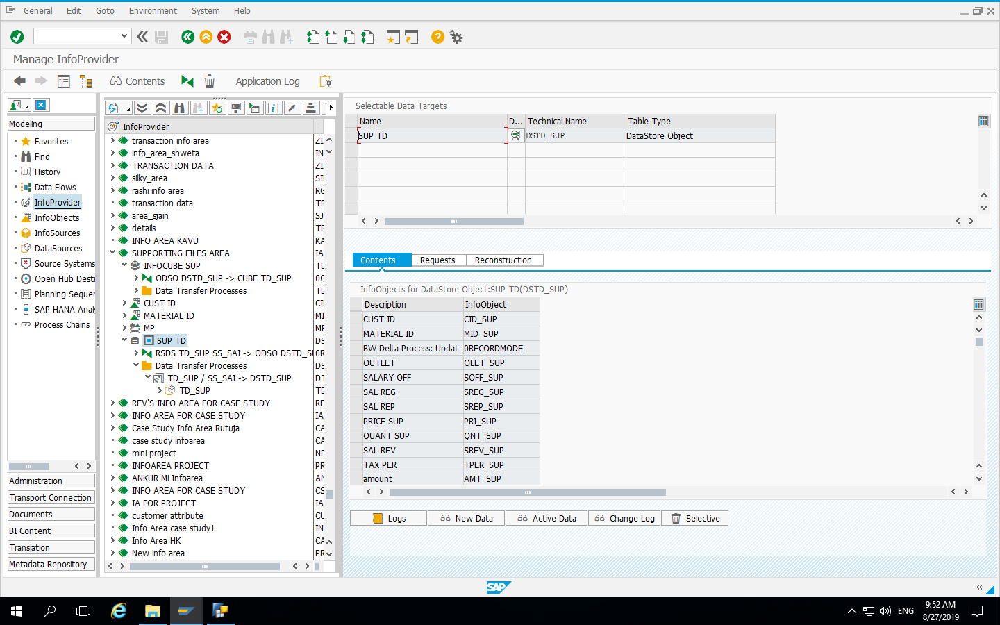 General Edit Goto Environment System Help
Manage InfoProvider
Contents Application Log
Modeling
Favorites
Find
History
Data Flows
InfoProvider
InfoObjects
InfoSources
DataSources
Source Systems
Open Hub Desti
Planning Sequer
SAP HANA Anal
Process Chains
Administration
Transport Connection
Documents
BI Content
Translation
Metadata Repository
InfoProvider
transaction info area ZI
info_area_shweta IN
TRANSACTION DATA ZI
silky_area SI
rashi info area RG
transaction data TR
area_sjain SJ
details TR
INFO AREA KAVU KA
SUPPORTING FILES AREA IA
INFOCUBE SUP TD
ODSO DSTD_SUP -> CUBE TD_SUP 0C
Data Transfer Processes TD
CUST ID CI
MATERIAL ID MI
MP MP
SUP TD DS
RSDS TD_SUP SS_SAI -> ODSO DSTD_SU 0R
Data Transfer Processes DS
TD_SUP / SS_SAI -> DSTD_SUP DT
TD_SUP TD
REV'S INFO AREA FOR CASE STUDY RE
INFO AREA FOR CASE STUDY IA
Case Study Info Area Rutuja CA
case study infoarea CA
mini project NE
INFOAREA PROJECT PR
ANKUR Mi Infoarea AN
INFO AREA FOR CASE STUDY CS
IA FOR PROJECT IA
customer attribute CU
Info Area case study1 IN
Info Area HK CA
New info area PR
Selectable Data Targets
Name D... Technical Name Table Type
SUP TD DSTD_SUP DataStore Object
Contents Requests Reconstruction
InfoObjects for DataStore Object:SUP TD(DSTD_SUP)
Description InfoObject
CUST ID CID_SUP
MATERIAL ID MID_SUP
BW Delta Process: Updat... 0RECORDMODE
OUTLET OLET_SUP
SALARY OFF SOFF_SUP
SAL REG SREG_SUP
SAL REP SREP_SUP
PRICE SUP PRI_SUP
QUANT SUP QNT_SUP
SAL REV SREV_SUP
TAX PER TPER_SUP
amount AMT_SUP
Logs New Data Active Data Change Log Selective
SAP
ENG
9:52 AM
8/27/2019